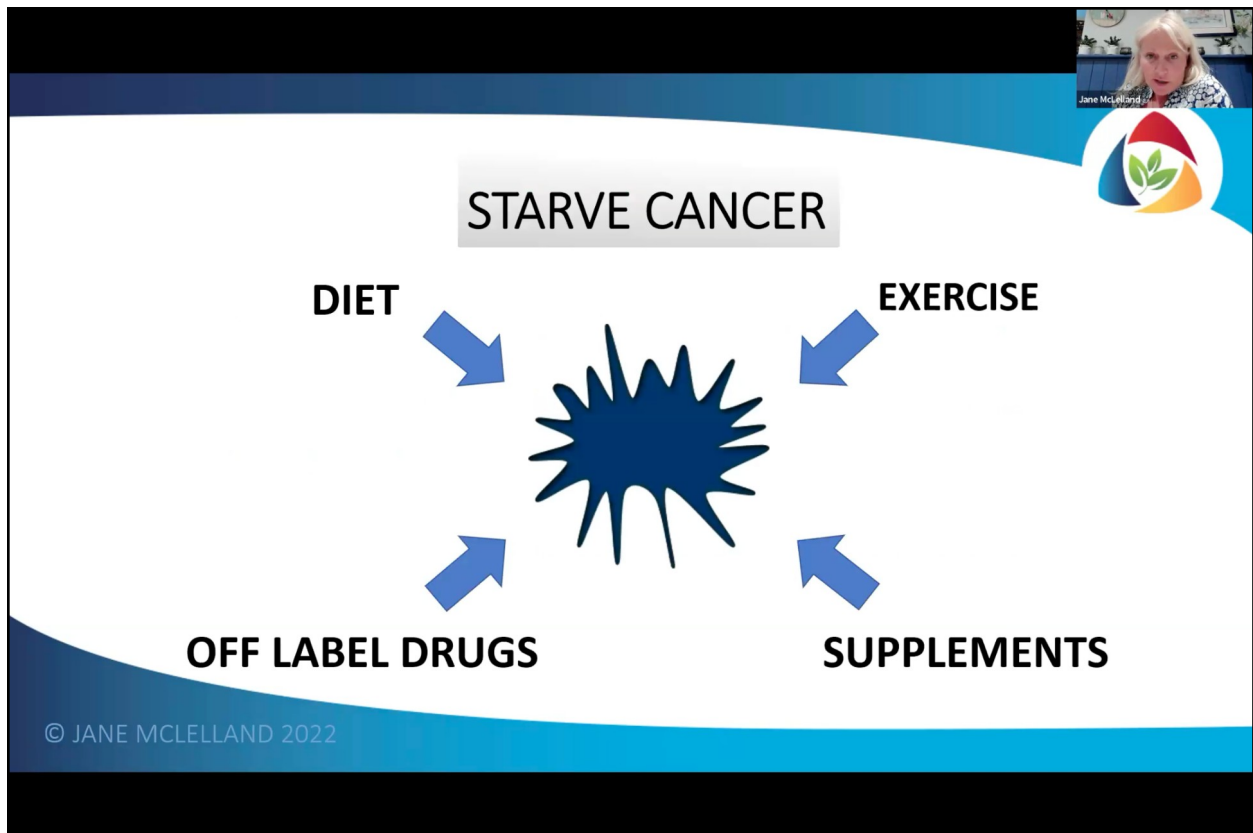 Jane McLelland
STARVE CANCER
DIET
EXERCISE
OFF LABEL DRUGS
SUPPLEMENTS
© JANE MCLELLAND 2022